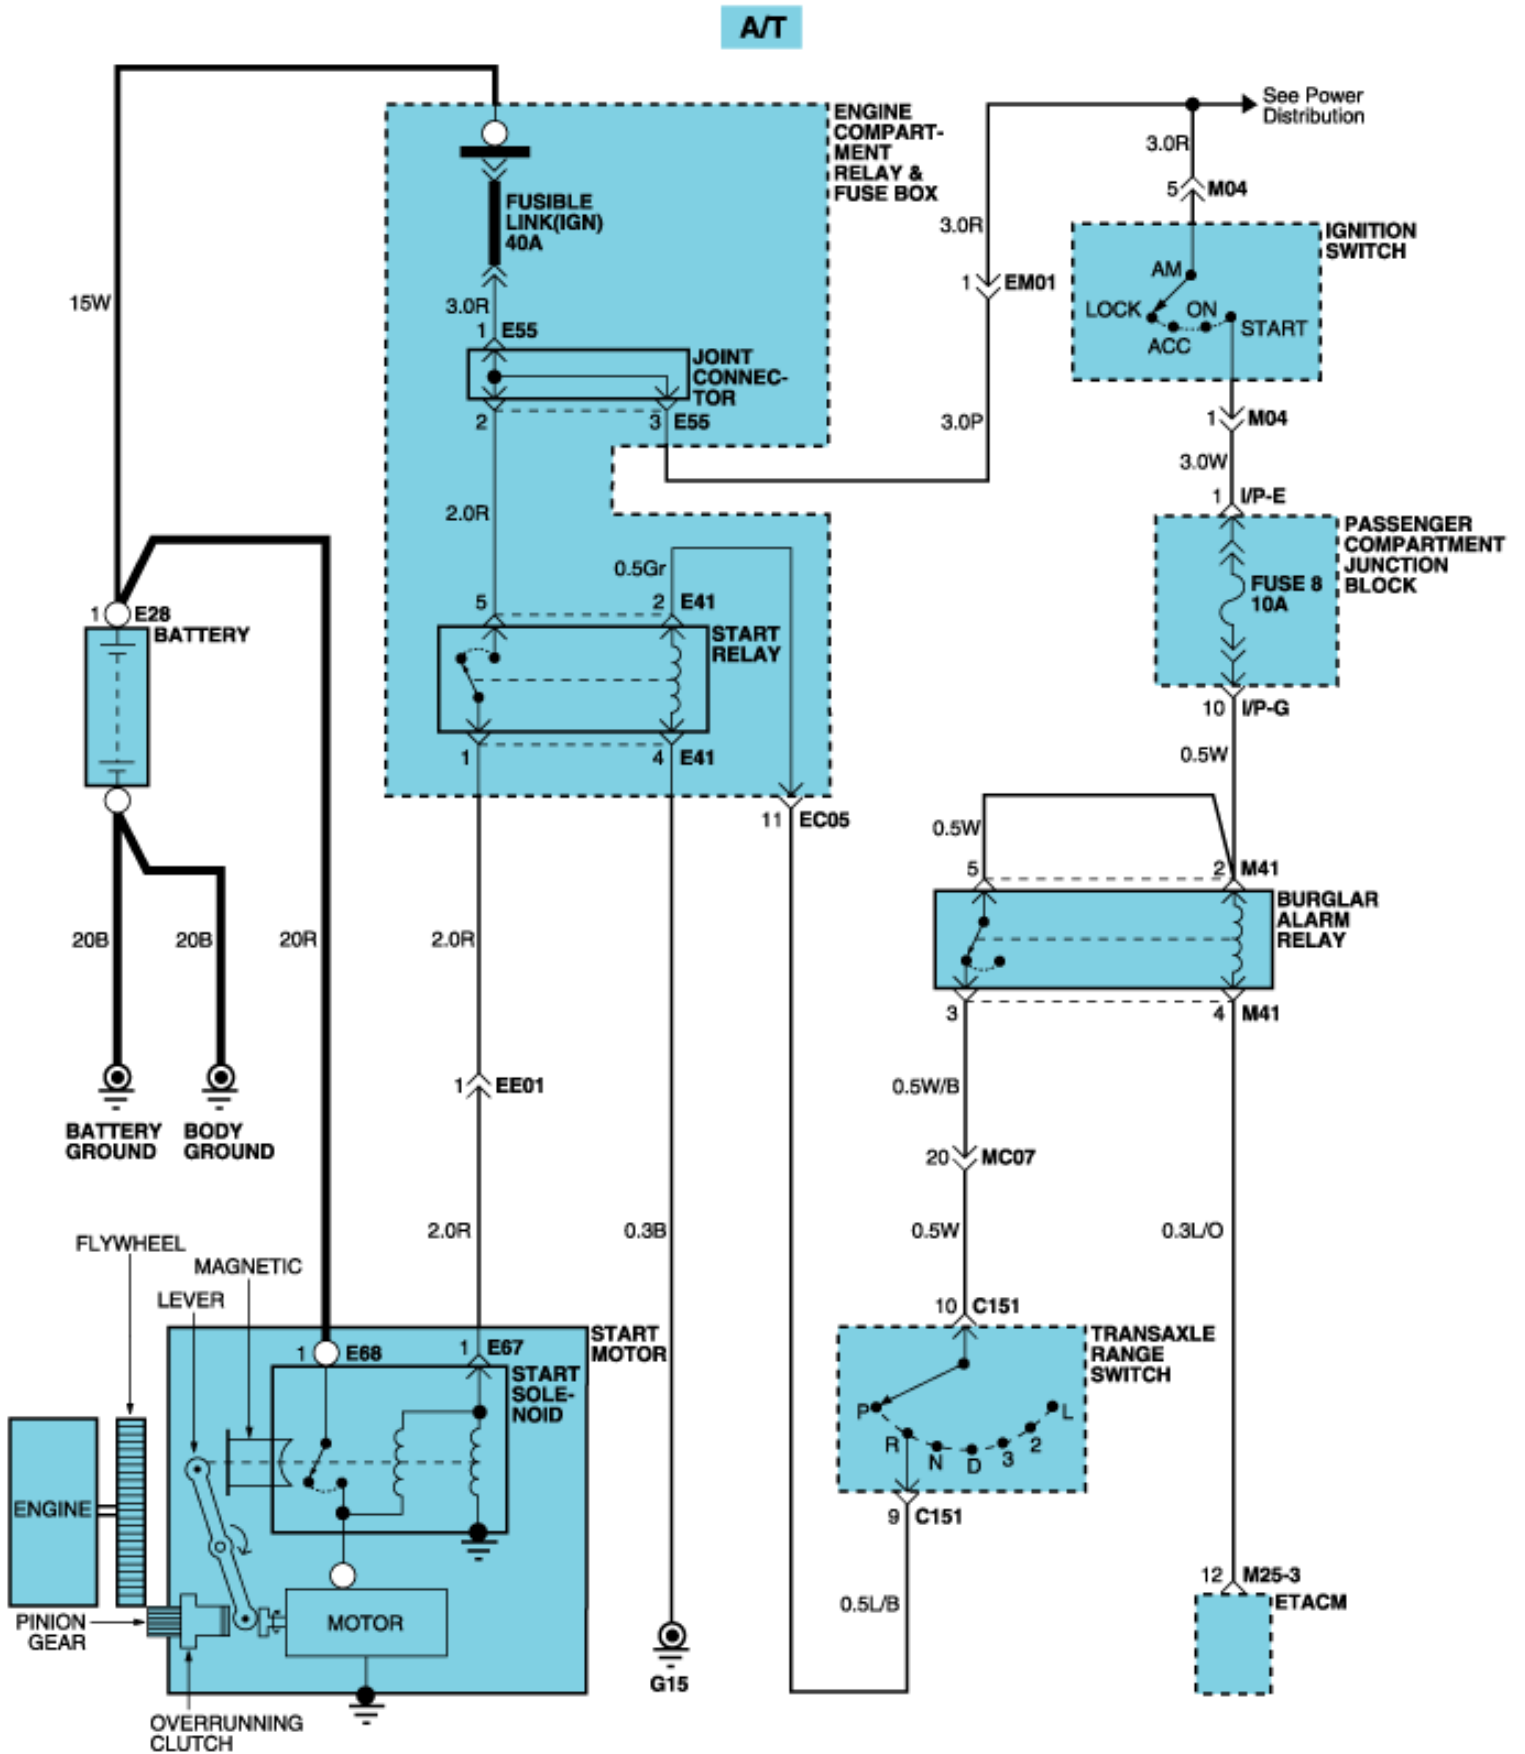 A/T
See Power
Distribution
ENGINE
COMPART-
MENT
RELAY &
FUSE BOX
3.0R
5 M04
FUSIBLE
LINK(IGN)
40A
3.0R
IGNITION
SWITCH
AM
LOCK
ON
START
ACC
1 EM01
15W
3.0R
1 E55
JOINT
CONNEC-
TOR
2
3 E55
3.0P
1 M04
3.0W
1 I/P-E
2.0R
PASSENGER
COMPARTMENT
JUNCTION
BLOCK
FUSE 8
10A
0.5Gr
5
2 E41
1 E28
BATTERY
START
RELAY
10 I/P-G
1
4 E41
0.5W
11 EC05
0.5W
5
2 M41
BURGLAR
ALARM
RELAY
20B
20B
20R
2.0R
3
4 M41
1 EE01
0.5W/B
BATTERY
GROUND
BODY
GROUND
20 MC07
FLYWHEEL
MAGNETIC
LEVER
2.0R
0.3B
0.5W
0.3L/O
10 C151
START
MOTOR
1 E68
1 E67
START
SOLE-
NOID
TRANSAXLE
RANGE
SWITCH
P
R
N
D
3
2
L
ENGINE
9 C151
12 M25-3
ETACM
0.5L/B
PINION
GEAR
MOTOR
G15
OVERRUNNING
CLUTCH